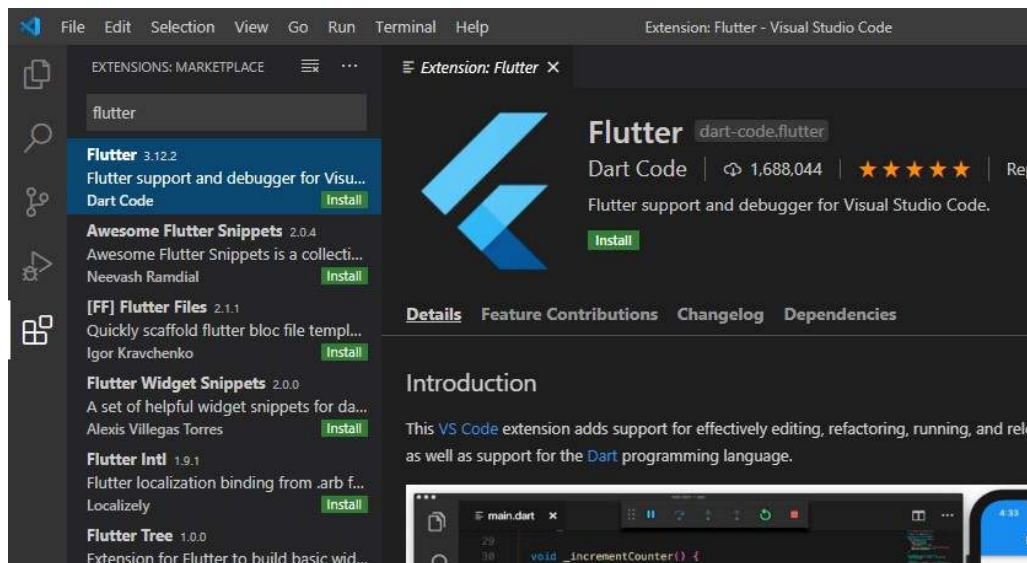 File Edit Selection View Go Run Terminal Help
Extension: Flutter - Visual Studio Code
EXTENSIONS: MARKETPLACE
flutter
Flutter 3.12.2
Flutter support and debugger for Visu...
Dart Code Install
Awesome Flutter Snippets 2.0.4
Awesome Flutter Snippets is a collecti...
Neevash Ramdial Install
[FF] Flutter Files 2.1.1
Quickly scaffold flutter bloc file templ...
Igor Kravchenko Install
Flutter Widget Snippets 2.0.0
A set of helpful widget snippets for da...
Alexis Villegas Torres Install
Flutter Intl 1.9.1
Flutter localization binding from .arb f...
Localizely Install
Flutter Tree 1.0.0
Extension for Flutter to build basic wid...
Extension: Flutter
Flutter dart-code.flutter
Dart Code 1,688,044 Re
Flutter support and debugger for Visual Studio Code.
Install
Details Feature Contributions Changelog Dependencies
Introduction
This VS Code extension adds support for effectively editing, refactoring, running, and rel
as well as support for the Dart programming language.
main.dart
29
30 void _incrementCounter() {
4:33